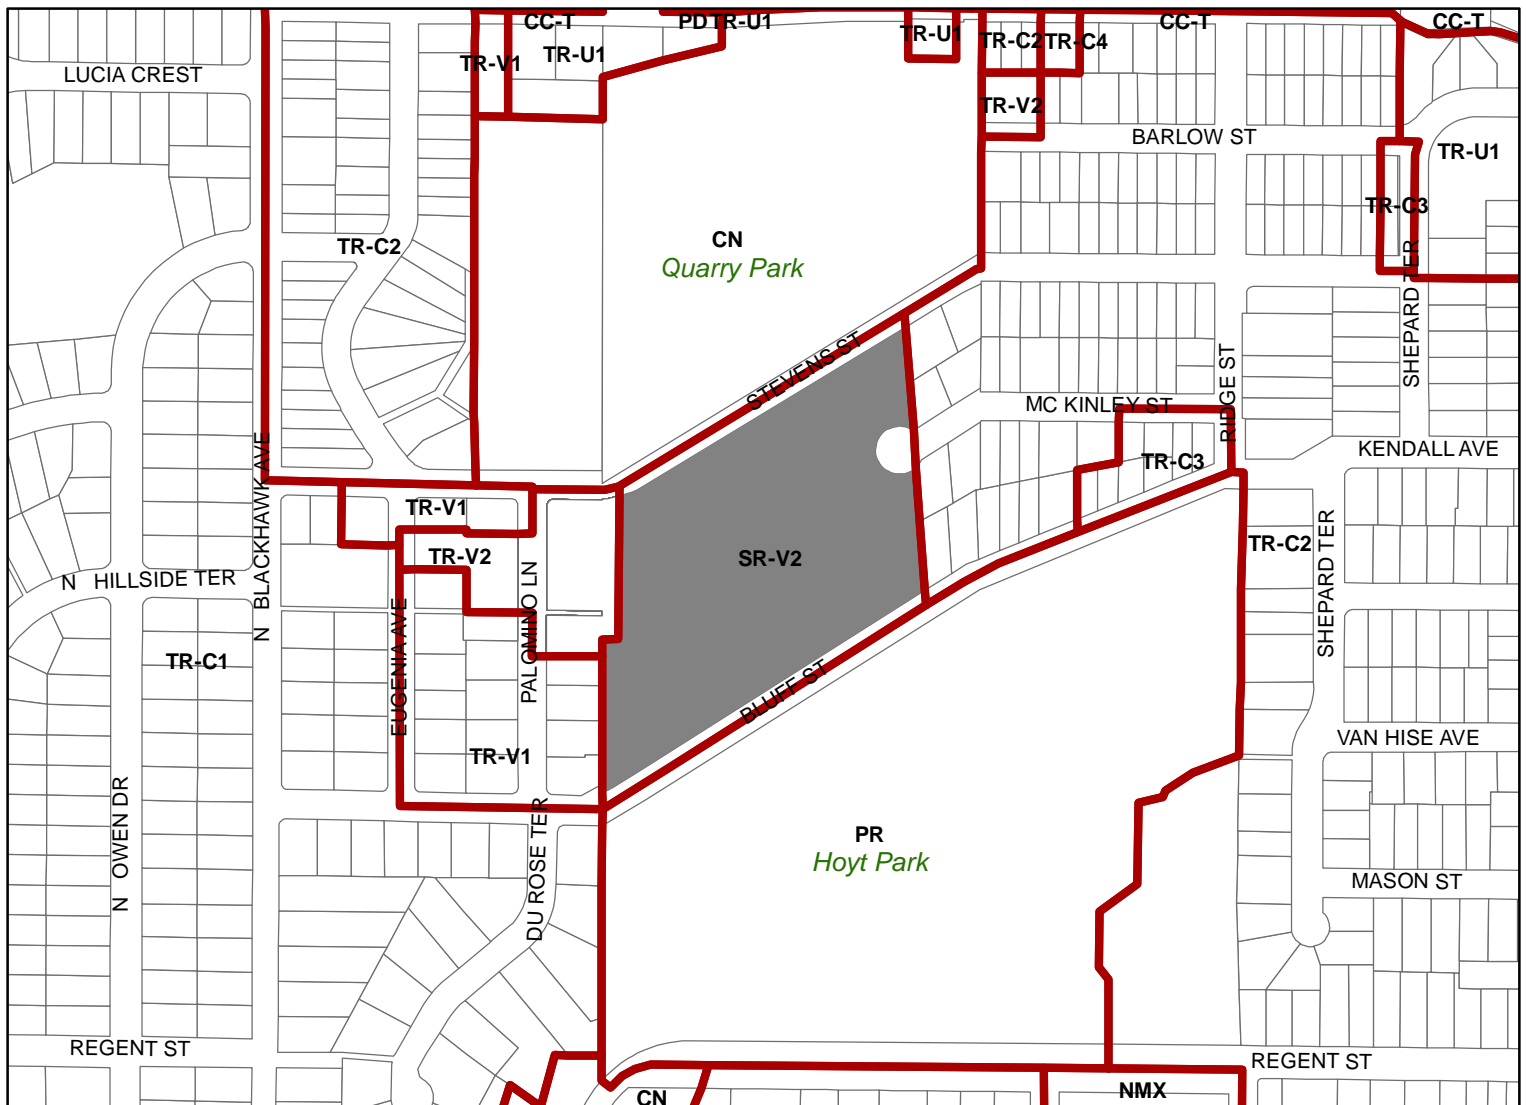 CC-T
PD TR-U1
CC-T
CC-T
TR-U1
TR-C2
TR-C4
TR-V1
TR-U1
LUCIA CREST
TR-V2
BARLOW ST
TR-U1
TR-C3
TR-C2
CN
Quarry Park
SHEPARD TER
STEVENS ST
RIDGE ST
MC KINLEY ST
KENDALL AVE
TR-C3
N BLACKHAWK AVE
TR-V1
TR-V2
SR-V2
TR-C2
SHEPARD TER
N HILLSIDE TER
PALOMINO LN
EUGENIA AVE
TR-C1
BLUFF ST
VAN HISE AVE
TR-V1
N OWEN DR
DU ROSE TER
PR
Hoyt Park
MASON ST
REGENT ST
REGENT ST
CN
NMX